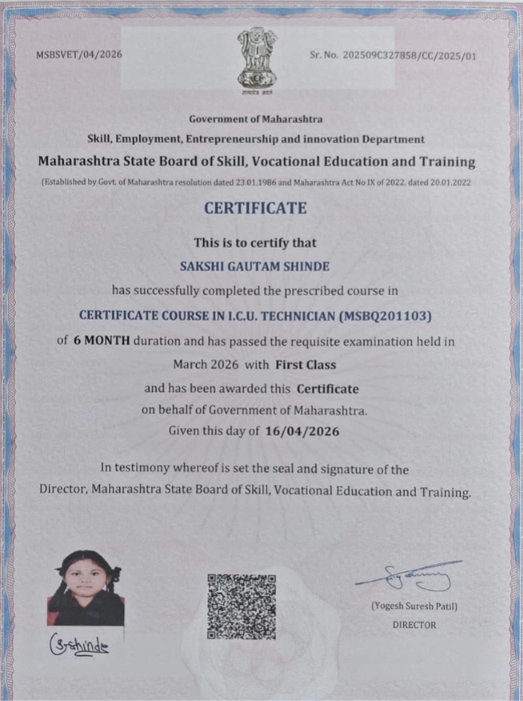 MSBSVET/04/2026
Sr. No. 202509C327858/CC/2025/01
सत्यमेव जयते
Government of Maharashtra
Skill, Employment, Entrepreneurship and innovation Department
Maharashtra State Board of Skill, Vocational Education and Training
(Established by Govt. of Maharashtra resolution dated 23.01.1986 and Maharashtra Act No IX of 2022, dated 20.01.2022
CERTIFICATE
This is to certify that
SAKSHI GAUTAM SHINDE
has successfully completed the prescribed course in
CERTIFICATE COURSE IN I.C.U. TECHNICIAN (MSBQ201103)
of 6 MONTH duration and has passed the requisite examination held in
March 2026 with First Class
and has been awarded this Certificate
on behalf of Government of Maharashtra.
Given this day of 16/04/2026
In testimony whereof is set the seal and signature of the
Director, Maharashtra State Board of Skill, Vocational Education and Training.
Shinde
(Yogesh Suresh Patil)
DIRECTOR